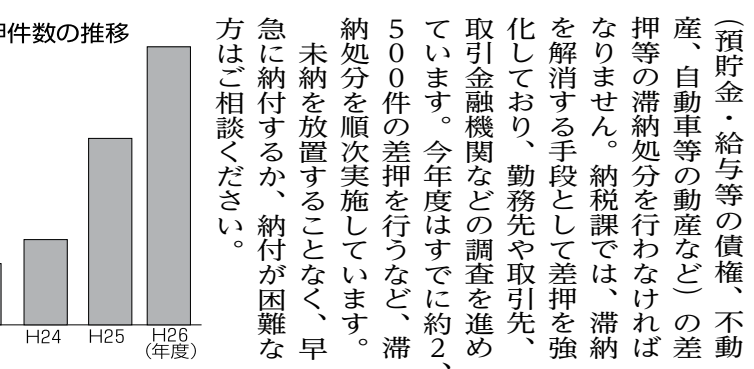 （預貯金・給与等の債権、不動
産、自動車等の動産など）の差
押等の滞納処分を行わなければ
なりません。納税課では、滞納
を解消する手段として差押を強
化しており、勤務先や取引先、
取引金融機関などの調査を進め
ています。今年度はすでに約２、
５００件の差押を行うなど、滞
納処分を順次実施しています。
　未納を放置することなく、早
急に納付するか、納付が困難な
方はご相談ください。
件数の推移
H24
H25
H26
(年度)